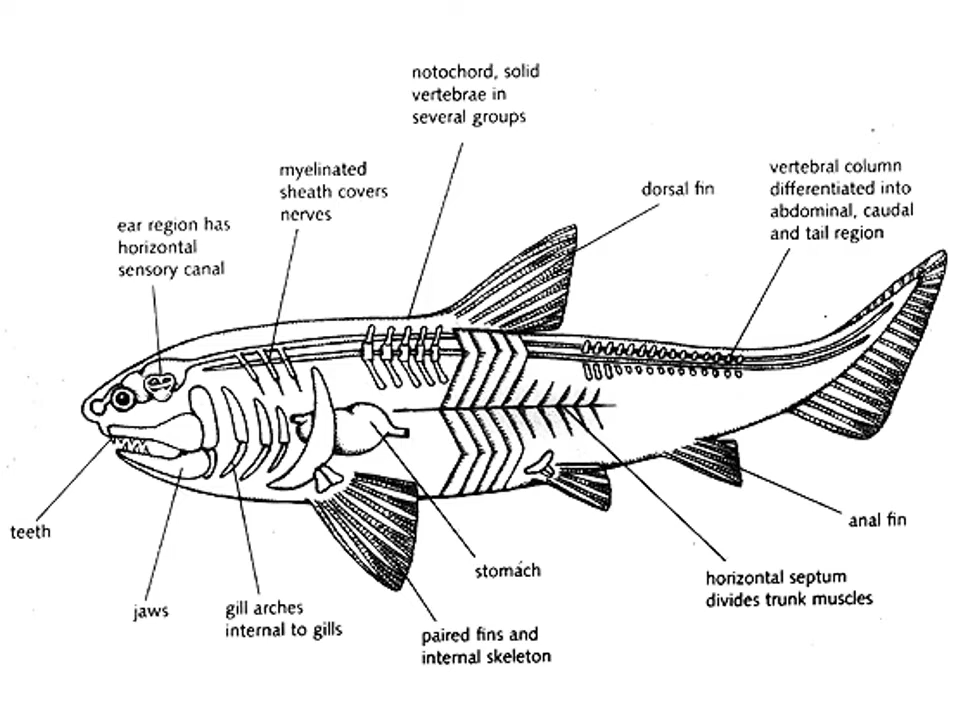 notochord, solid
vertebrae in
several groups
myelinated
sheath covers
nerves
dorsal fin
vertebral column
differentiated into
abdominal, caudal
and tail region
ear region has
horizontal
sensory canal
teeth
jaws
gill arches
internal to gills
stomach
paired fins and
internal skeleton
horizontal septum
divides trunk muscles
anal fin